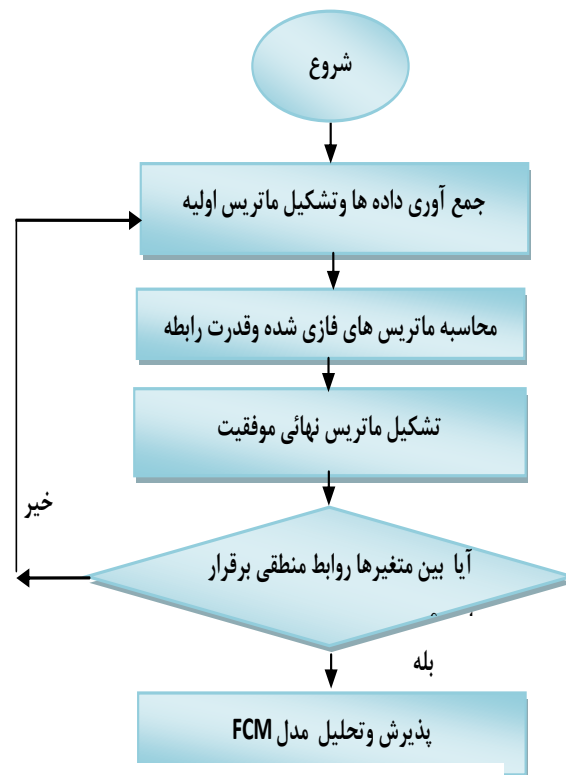 شروع
جمع آوری داده ها وتشکیل ماتریس اولیه
محاسبه ماتریس های فازی شده وقدرت رابطه
تشکیل ماتریس نهائی موفقیت
خیر
آیا بین متغیرها روابط منطقی برقرار
بله
پذیرش وتحلیل مدل FCM